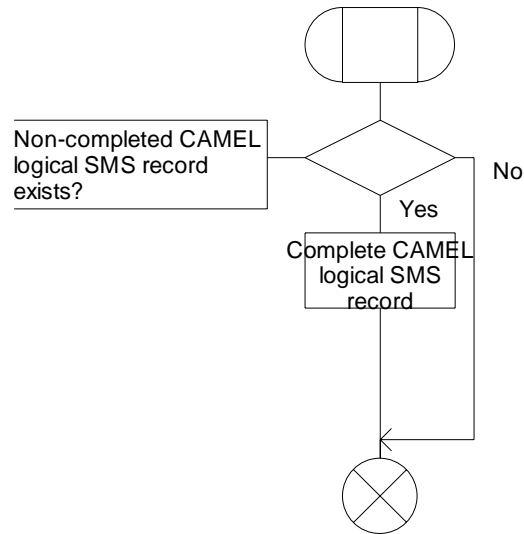 Non-completed CAMEL
logical SMS record
exists?
No
Yes
Complete CAMEL
logical SMS
record